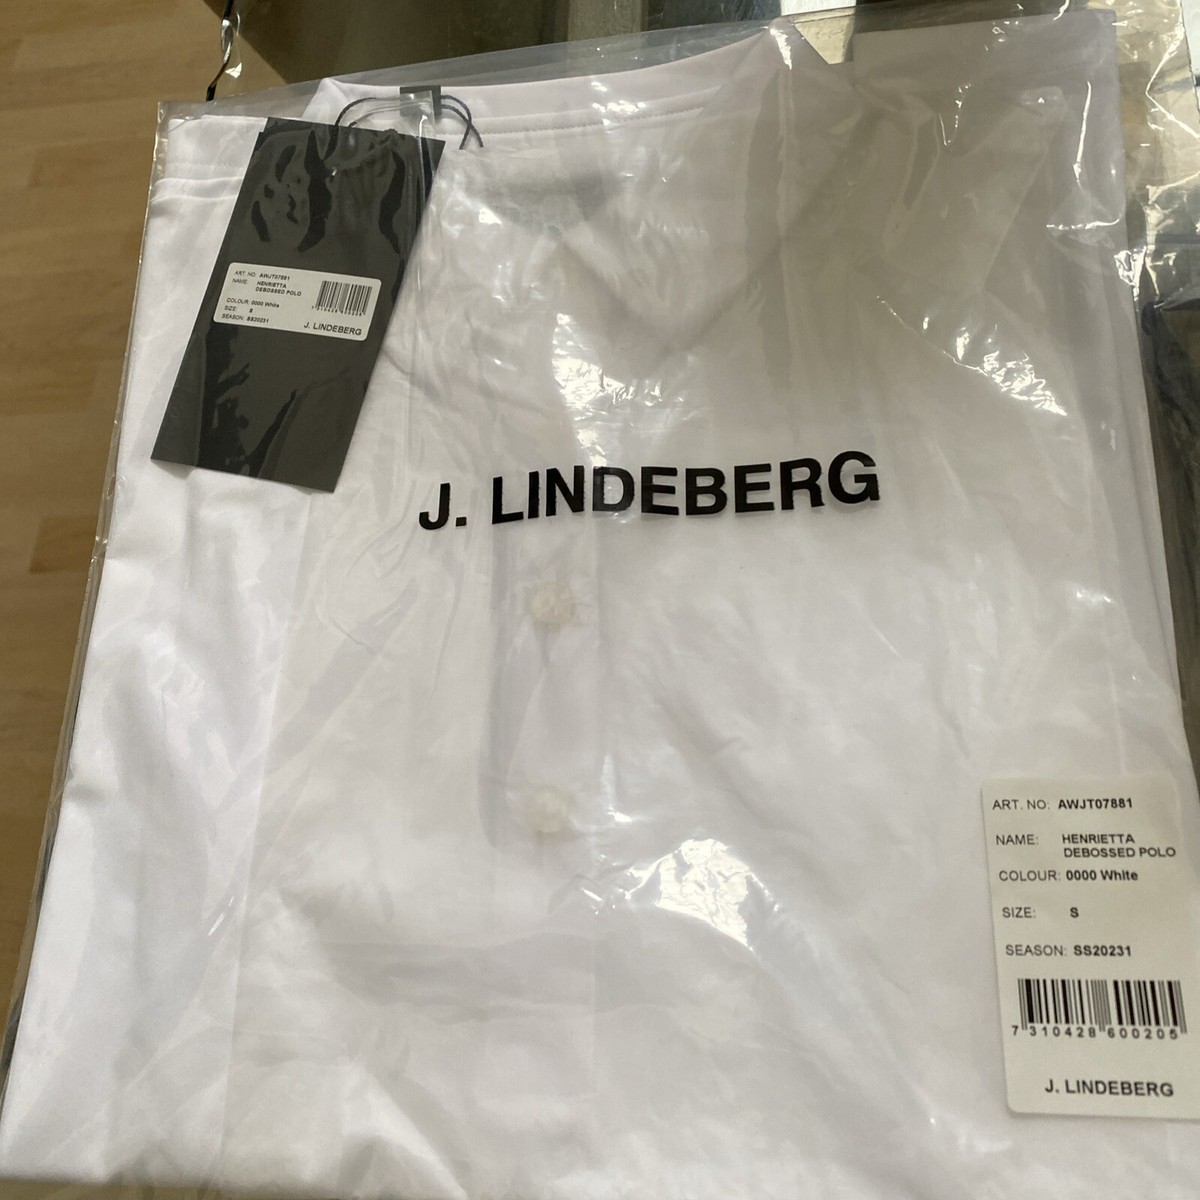 ART. NO: AWJT07881
NAME: HENRIETTA
DEBOSSED POLO
COLOUR: 0000 White
SIZE: S
SEASON: SS20231
J. LINDEBERG
J. LINDEBERG
ART. NO: AWJT07881
NAME: HENRIETTA
DEBOSSED POLO
COLOUR: 0000 White
SIZE: S
SEASON: SS20231
7 310428 600205
J. LINDEBERG